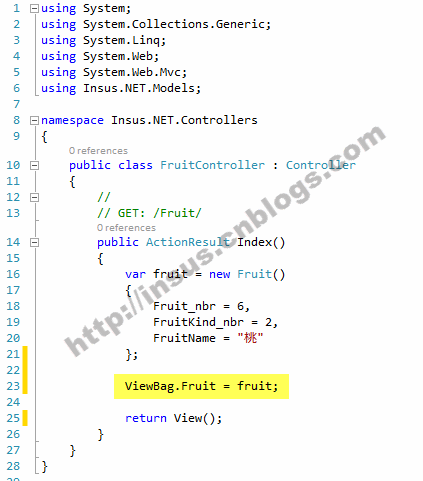 1 using System;
2 using System.Collections.Generic;
3 using System.Linq;
4 using System.Web;
5 using System.Web.Mvc;
6 using Insus.NET.Models;
7
8 namespace Insus.NET.Controllers
9 {
0 references
10 public class FruitController : Controller
11 {
12 //
13 // GET: /Fruit/
0 references
14 public ActionResult Index()
15 {
16 var fruit = new Fruit()
17 {
18 Fruit_nbr = 6,
19 FruitKind_nbr = 2,
20 FruitName = "桃"
21 };
22
23 ViewBag.Fruit = fruit;
24
25 return View();
26 }
27 }
28 }
http://insus.cnblogs.com